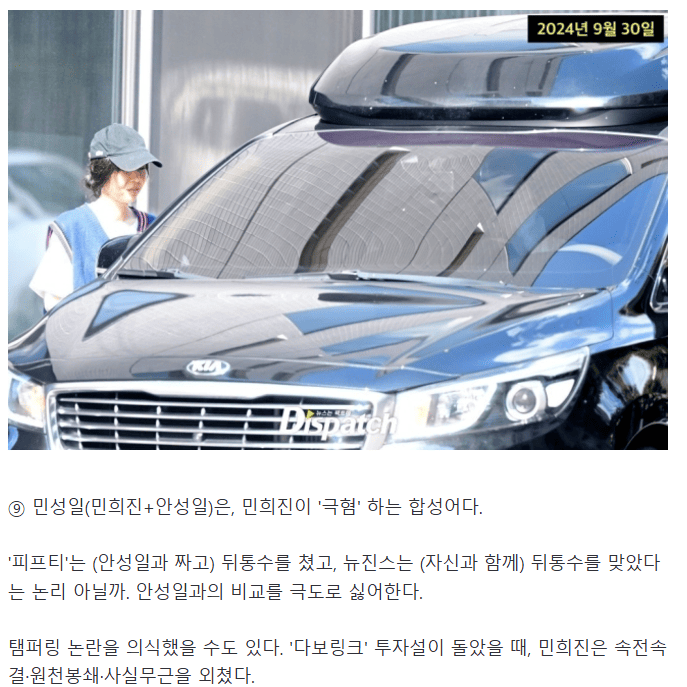 2024년 9월 30일
KIA
뉴스는 팩트다
Dispatch
⑨ 민성일(민희진+안성일)은, 민희진이 '극혐' 하는 합성어다.
'피프티'는 (안성일과 짜고) 뒤통수를 쳤고, 뉴진스는 (자신과 함께) 뒤통수를 맞았다
는 논리 아닐까. 안성일과의 비교를 극도로 싫어한다.
탬퍼링 논란을 의식했을 수도 있다. '다보링크' 투자설이 돌았을 때, 민희진은 속전속
결·원천봉쇄·사실무근을 외쳤다.